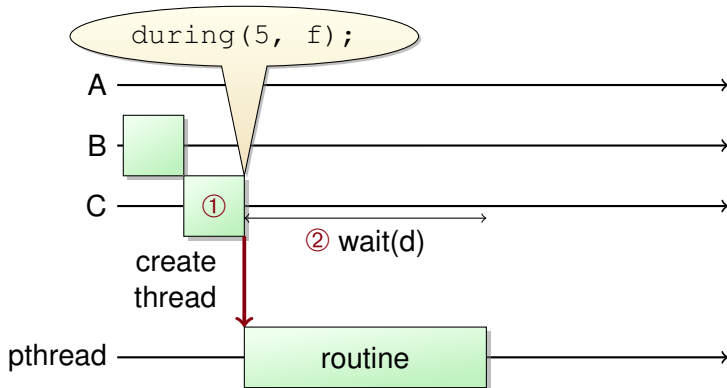 during(5, f);
A
B
C ①
② wait(d)
create
thread
pthread routine